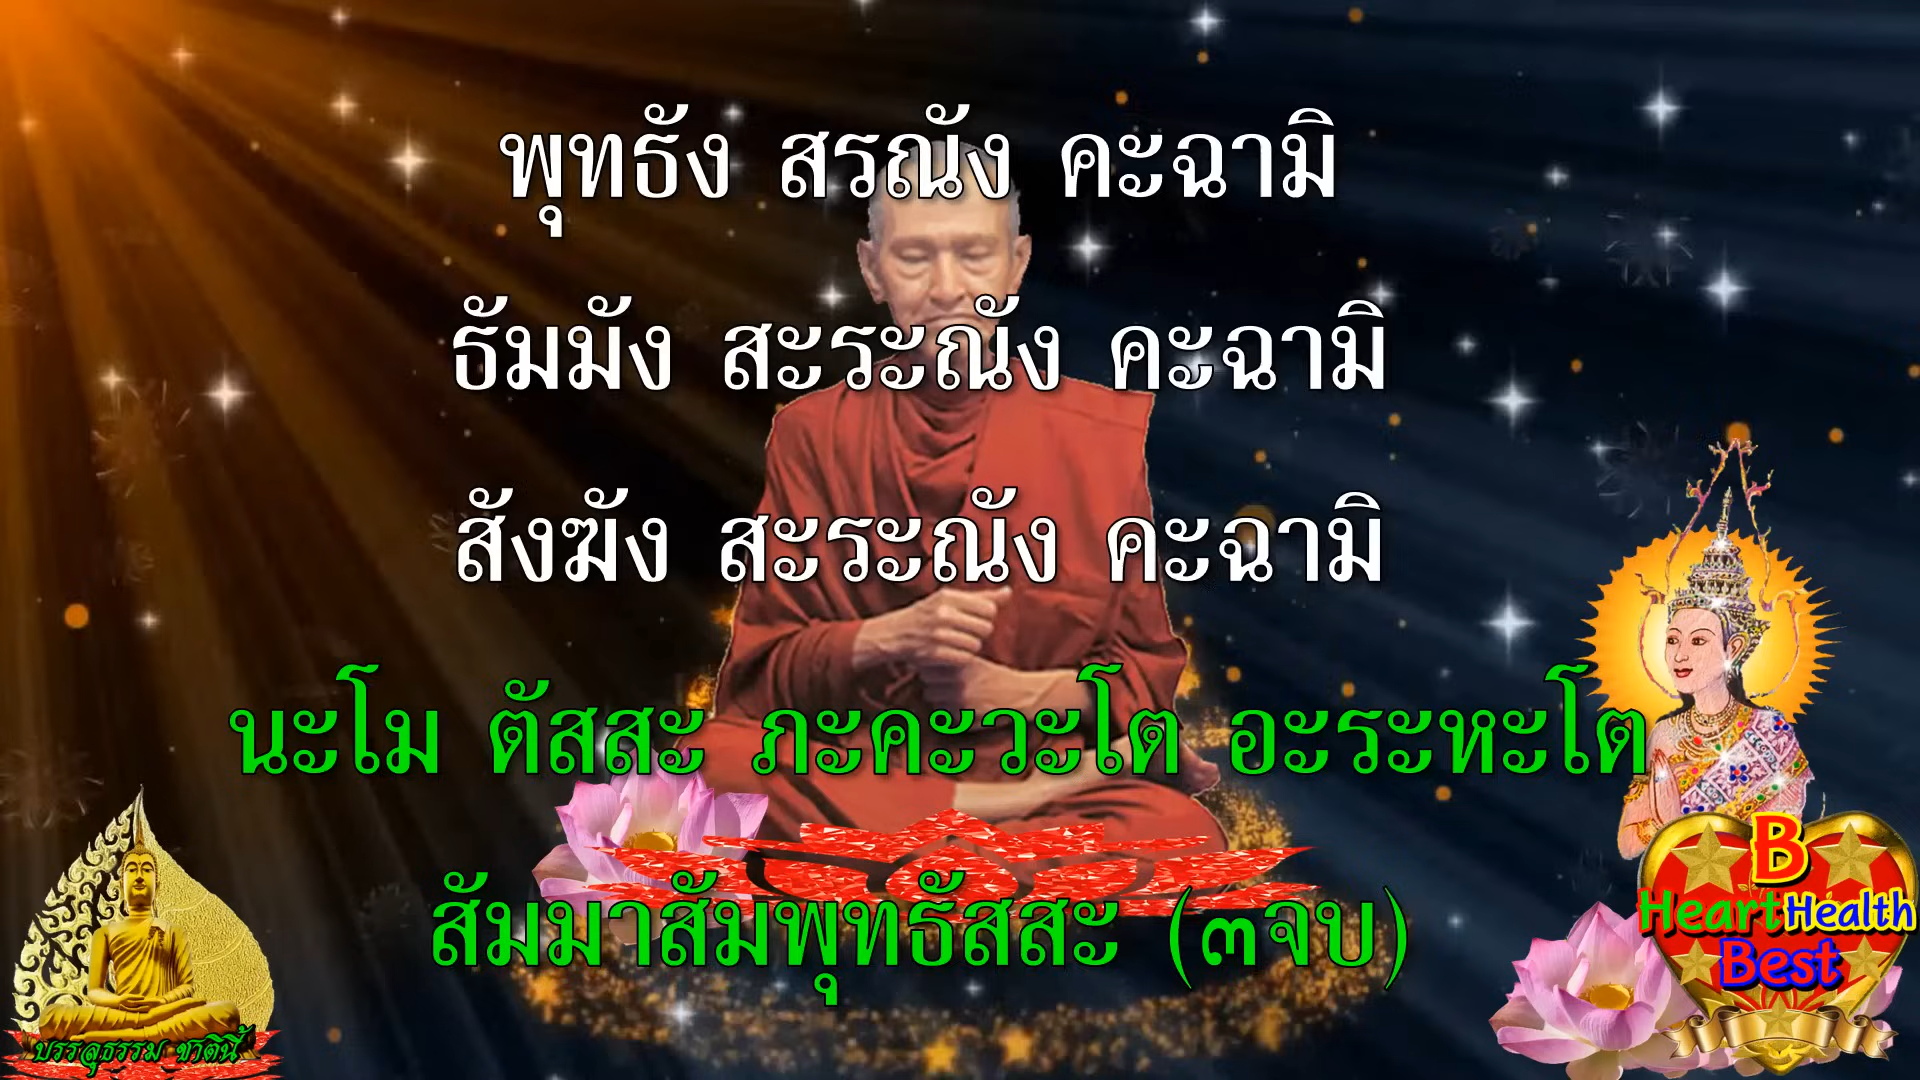 พุทธัง สรณัง คะฉามิ
ธัมมัง สะระณัง คะฉามิ
สังฆัง สะระณัง คะฉามิ
นะโม ตัสสะ ภะคะวะโต อะระหะโต
สัมมาสัมพุทธัสสะ (๓จบ)
บรรลุธรรม ชาตินี้
B
Heart Health
Best